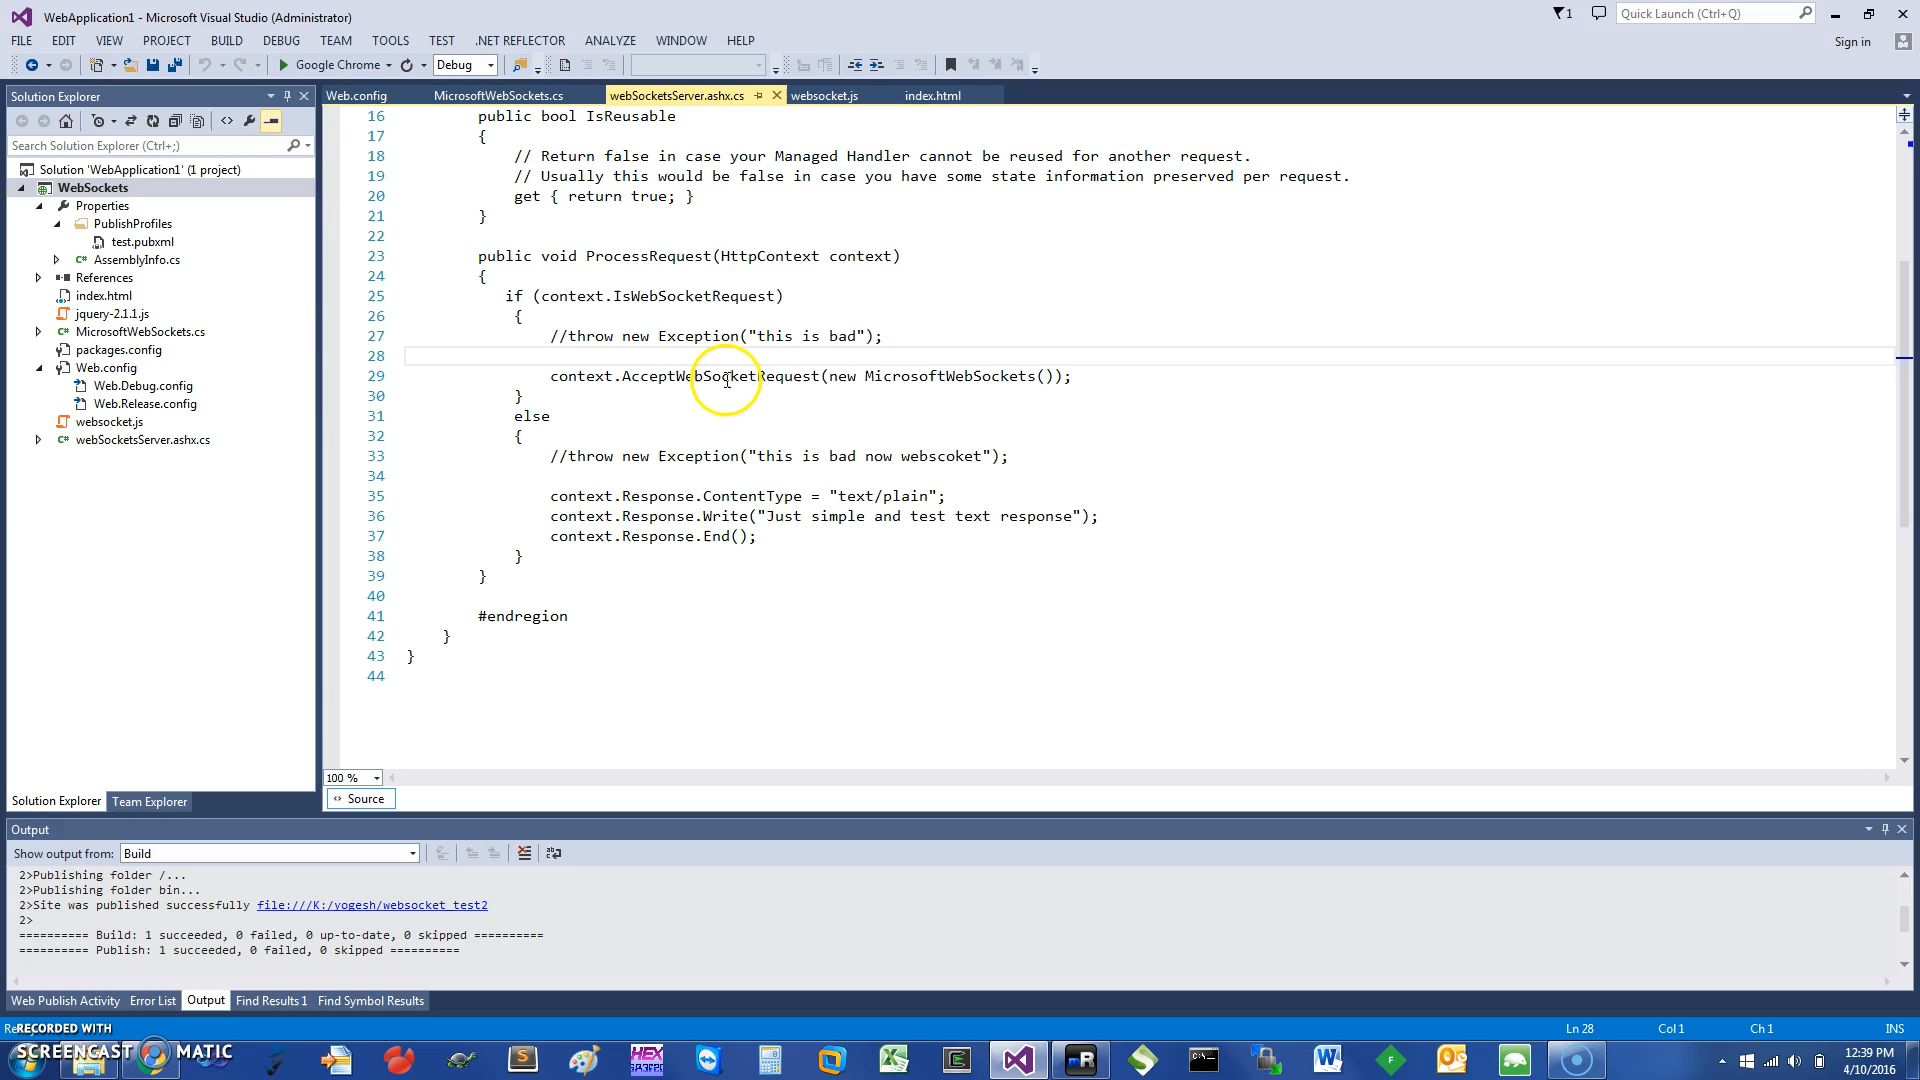 WebApplication1 - Microsoft Visual Studio (Administrator)
1
Quick Launch (Ctrl+Q)
FILE EDIT VIEW PROJECT BUILD DEBUG TEAM TOOLS TEST .NET REFLECTOR ANALYZE WINDOW HELP
Sign in
Google Chrome Debug
Solution Explorer
Search Solution Explorer (Ctrl+;)
Solution 'WebApplication1' (1 project)
WebSockets
Properties
PublishProfiles
test.pubxml
AssemblyInfo.cs
References
index.html
jquery-2.1.1.js
MicrosoftWebSockets.cs
packages.config
Web.config
Web.Debug.config
Web.Release.config
websocket.js
webSocketsServer.ashx.cs
Solution Explorer Team Explorer
Web.config MicrosoftWebSockets.cs webSocketsServer.ashx.cs websocket.js index.html
16 public bool IsReusable
17 {
18 // Return false in case your Managed Handler cannot be reused for another request.
19 // Usually this would be false in case you have some state information preserved per request.
20 get { return true; }
21 }
22
23 public void ProcessRequest(HttpContext context)
24 {
25 if (context.IsWebSocketRequest)
26 {
27 //throw new Exception("this is bad");
28
29 context.AcceptWebSocketRequest(new MicrosoftWebSockets());
30 }
31 else
32 {
33 //throw new Exception("this is bad now webscoket");
34
35 context.Response.ContentType = "text/plain";
36 context.Response.Write("Just simple and test text response");
37 context.Response.End();
38 }
39 }
40
41 #endregion
42 }
43 }
44
100 %
Source
Output
Show output from: Build
2>Publishing folder /...
2>Publishing folder bin...
2>Site was published successfully file:///K:/yogesh/websocket_test2
2>
========== Build: 1 succeeded, 0 failed, 0 up-to-date, 0 skipped ==========
========== Publish: 1 succeeded, 0 failed, 0 skipped ==========
Web Publish Activity Error List Output Find Results 1 Find Symbol Results
Ln 28 Col 1 Ch 1 INS
RECORDED WITH
SCREENCAST MATIC
12:39 PM
4/10/2016